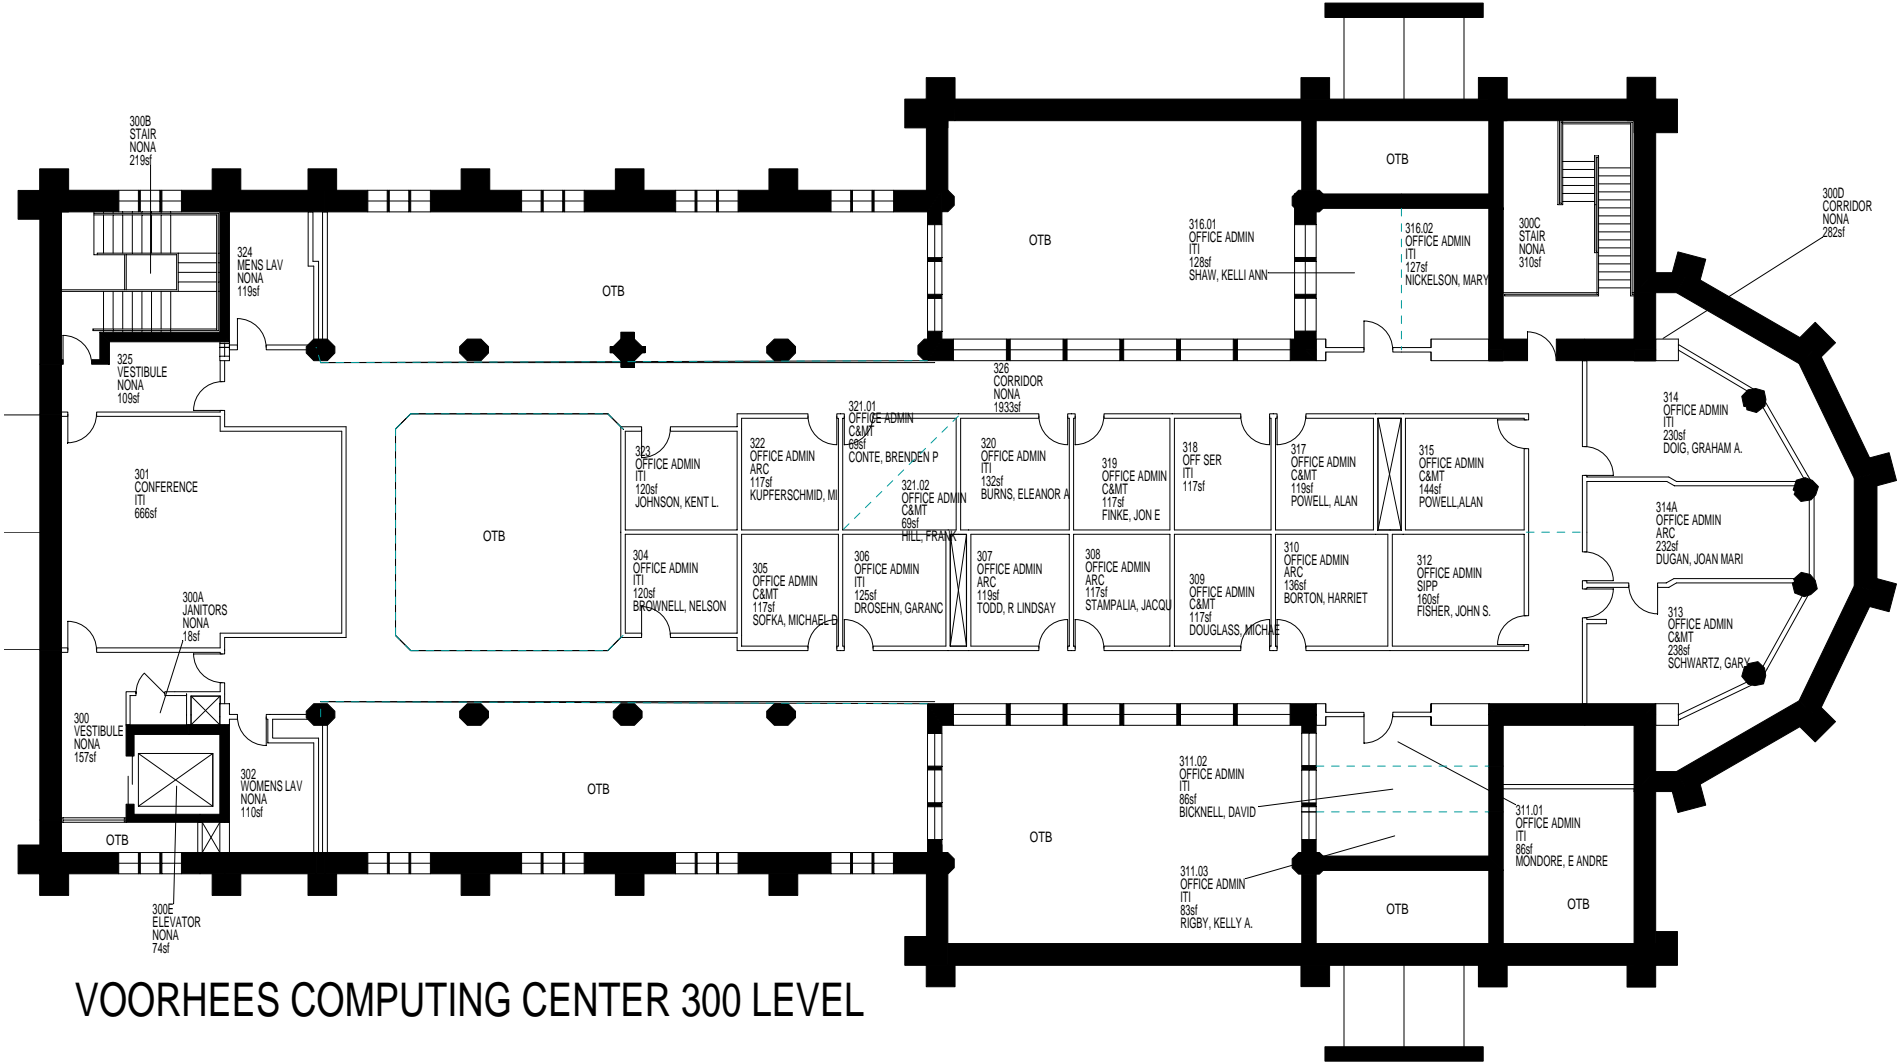 300B
STAIR
NONA
219sf
OTB
300D
CORRIDOR
NONA
282sf
316.01
OFFICE ADMIN
ITI
128sf
SHAW, KELLI ANN
316.02
OFFICE ADMIN
ITI
127sf
NICKELSON, MARY
300C
STAIR
NONA
310sf
OTB
324
MENS LAV
NONA
119sf
OTB
325
VESTIBULE
NONA
109sf
326
CORRIDOR
NONA
1933sf
314
OFFICE ADMIN
ITI
230sf
DOIG, GRAHAM A.
301
CONFERENCE
ITI
666sf
323
OFFICE ADMIN
ITI
120sf
JOHNSON, KENT L.
322
OFFICE ADMIN
ARC
117sf
KUPFERSCHMID, MI
321.01
OFFICE ADMIN
C&MT
69sf
CONTE, BRENDEN P
321.02
OFFICE ADMIN
C&MT
69sf
HILL, FRANK
320
OFFICE ADMIN
ITI
132sf
BURNS, ELEANOR A
319
OFFICE ADMIN
C&MT
117sf
FINKE, JON E
318
OFF SER
ITI
117sf
317
OFFICE ADMIN
C&MT
119sf
POWELL, ALAN
315
OFFICE ADMIN
C&MT
144sf
POWELL,ALAN
314A
OFFICE ADMIN
ARC
232sf
DUGAN, JOAN MARI
OTB
304
OFFICE ADMIN
ITI
120sf
BROWNELL, NELSON
305
OFFICE ADMIN
C&MT
117sf
SOFKA, MICHAEL D
306
OFFICE ADMIN
ITI
125sf
DROSEHN, GARANC
307
OFFICE ADMIN
ARC
119sf
TODD, R LINDSAY
308
OFFICE ADMIN
ARC
117sf
STAMPALIA, JACQU
309
OFFICE ADMIN
C&MT
117sf
DOUGLASS, MICHAE
310
OFFICE ADMIN
ARC
136sf
BORTON, HARRIET
312
OFFICE ADMIN
SIPP
160sf
FISHER, JOHN S.
313
OFFICE ADMIN
C&MT
238sf
SCHWARTZ, GARY
300A
JANITORS
NONA
18sf
300
VESTIBULE
NONA
157sf
302
WOMENS LAV
NONA
110sf
OTB
OTB
311.02
OFFICE ADMIN
ITI
86sf
BICKNELL, DAVID
311.01
OFFICE ADMIN
ITI
86sf
MONDORE, E ANDRE
OTB
311.03
OFFICE ADMIN
ITI
83sf
RIGBY, KELLY A.
OTB
OTB
300E
ELEVATOR
NONA
74sf
VOORHEES COMPUTING CENTER 300 LEVEL